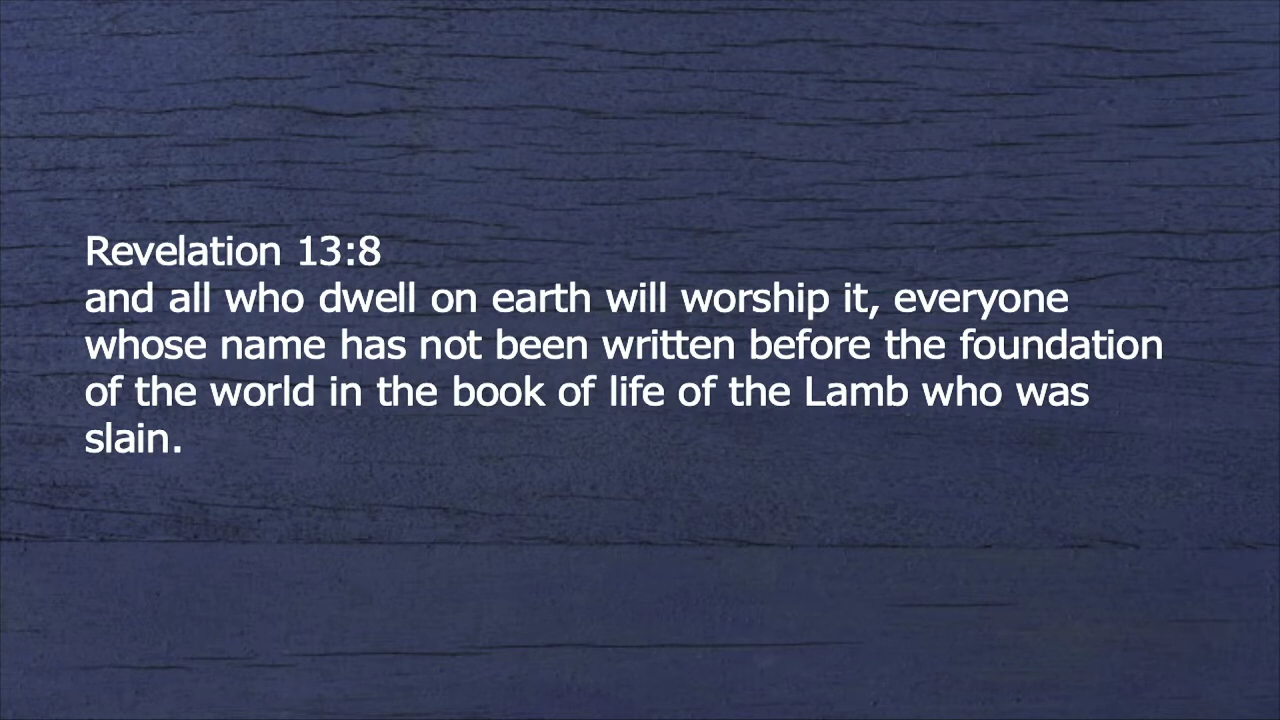 Revelation 13:8
and all who dwell on earth will worship it, everyone
whose name has not been written before the foundation
of the world in the book of life of the Lamb who was
slain.